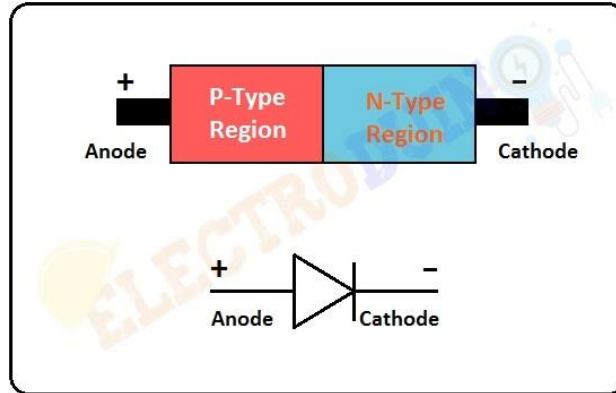 +
−
P-Type
Region
N-Type
Region
Anode
Cathode
ELECTRODUINO
+
−
Anode
Cathode